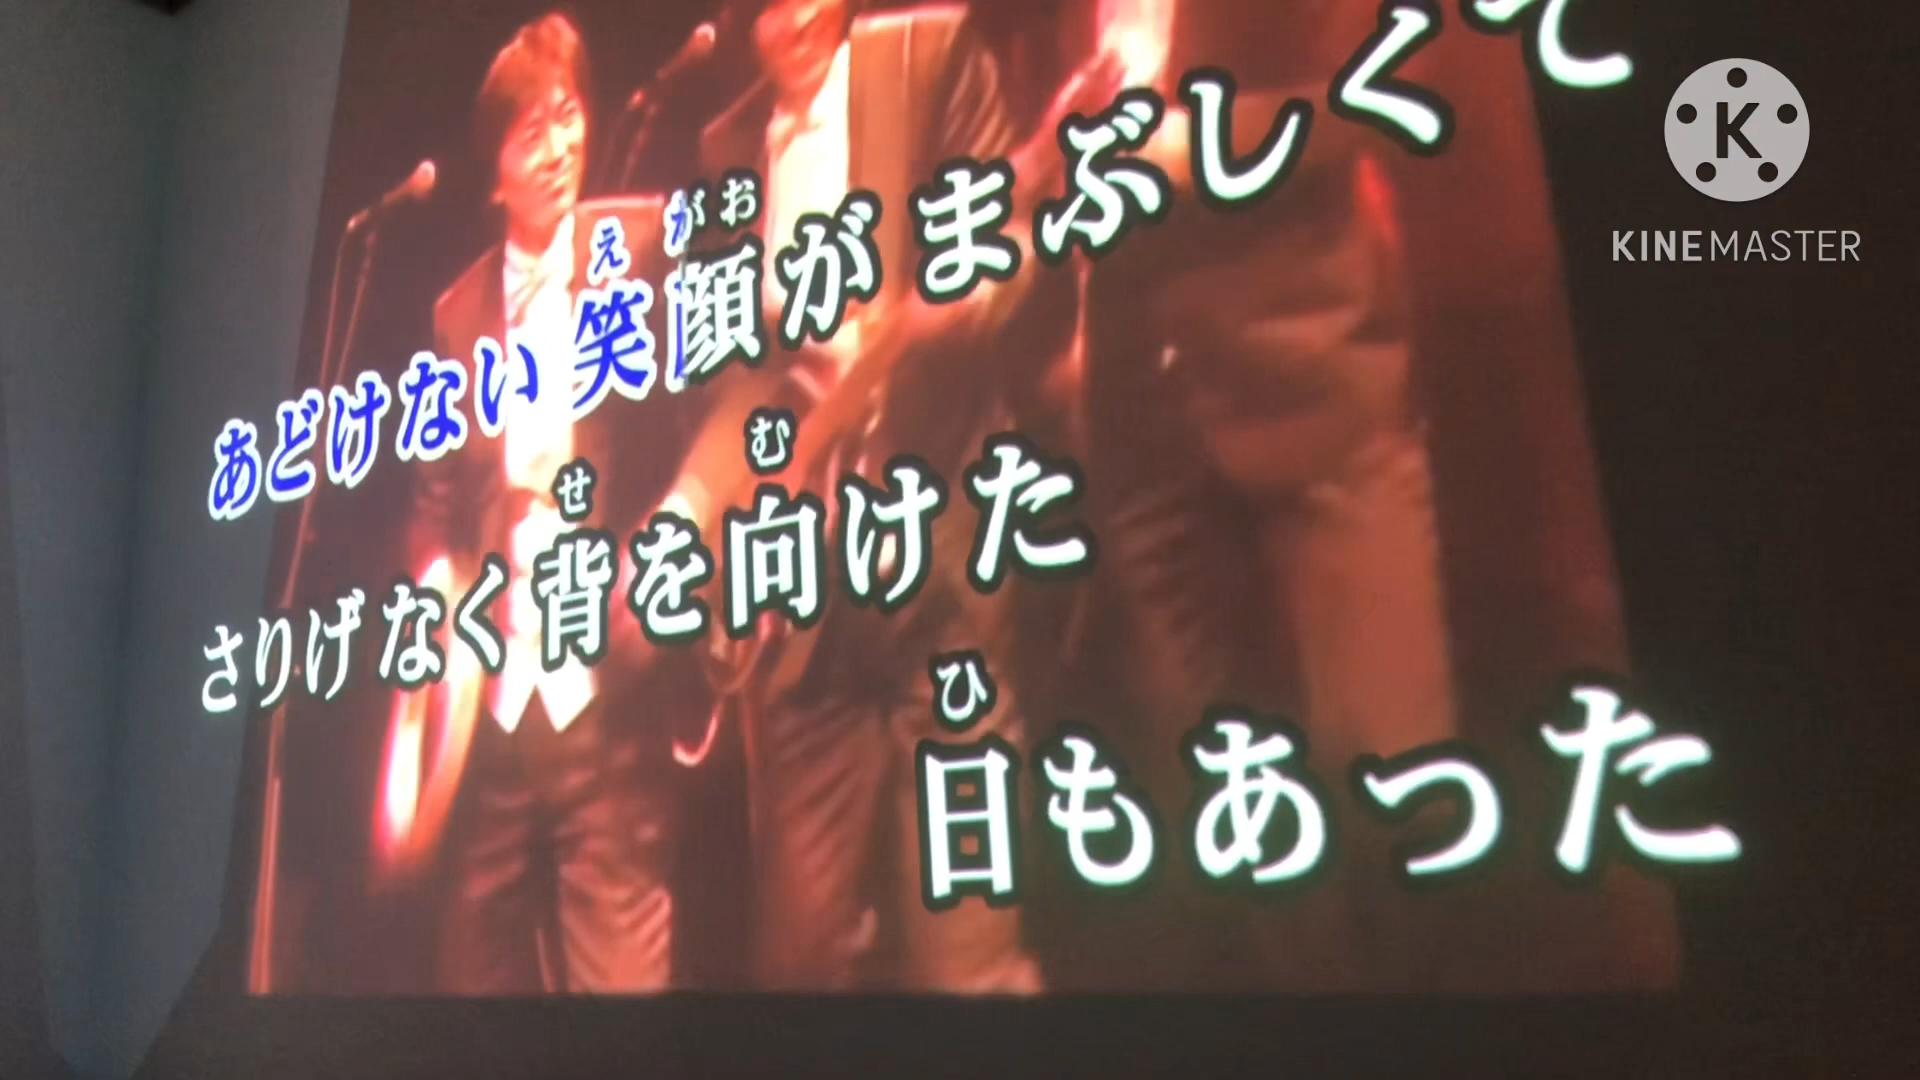 えがお
あどけない笑顔がまぶしくて
せ む
さりげなく背を向けた
ひ
日もあった
K
KINEMASTER